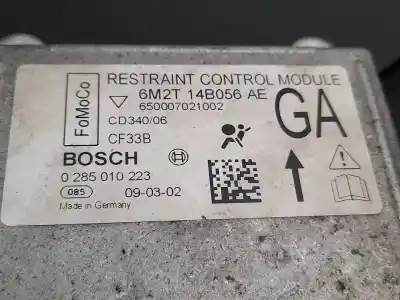 FoMoCo
RESTRAINT CONTROL MODULE
6M2T 14B056 AE
650007021002
CD340/06
CF33B
GA
BOSCH
0 285 010 223
085 09-03-02
Made in Germany